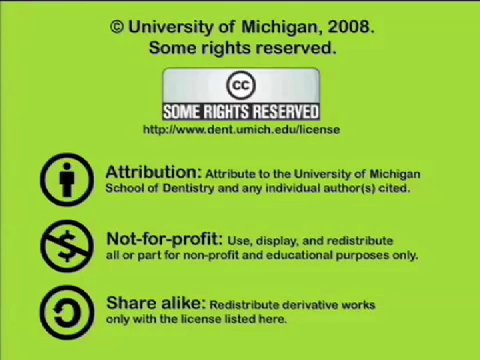 © University of Michigan, 2008.
Some rights reserved.
cc
SOME RIGHTS RESERVED
http://www.dent.umich.edu/license
Attribution: Attribute to the University of Michigan
School of Dentistry and any individual author(s) cited.
Not-for-profit: Use, display, and redistribute
all or part for non-profit and educational purposes only.
Share alike: Redistribute derivative works
only with the license listed here.